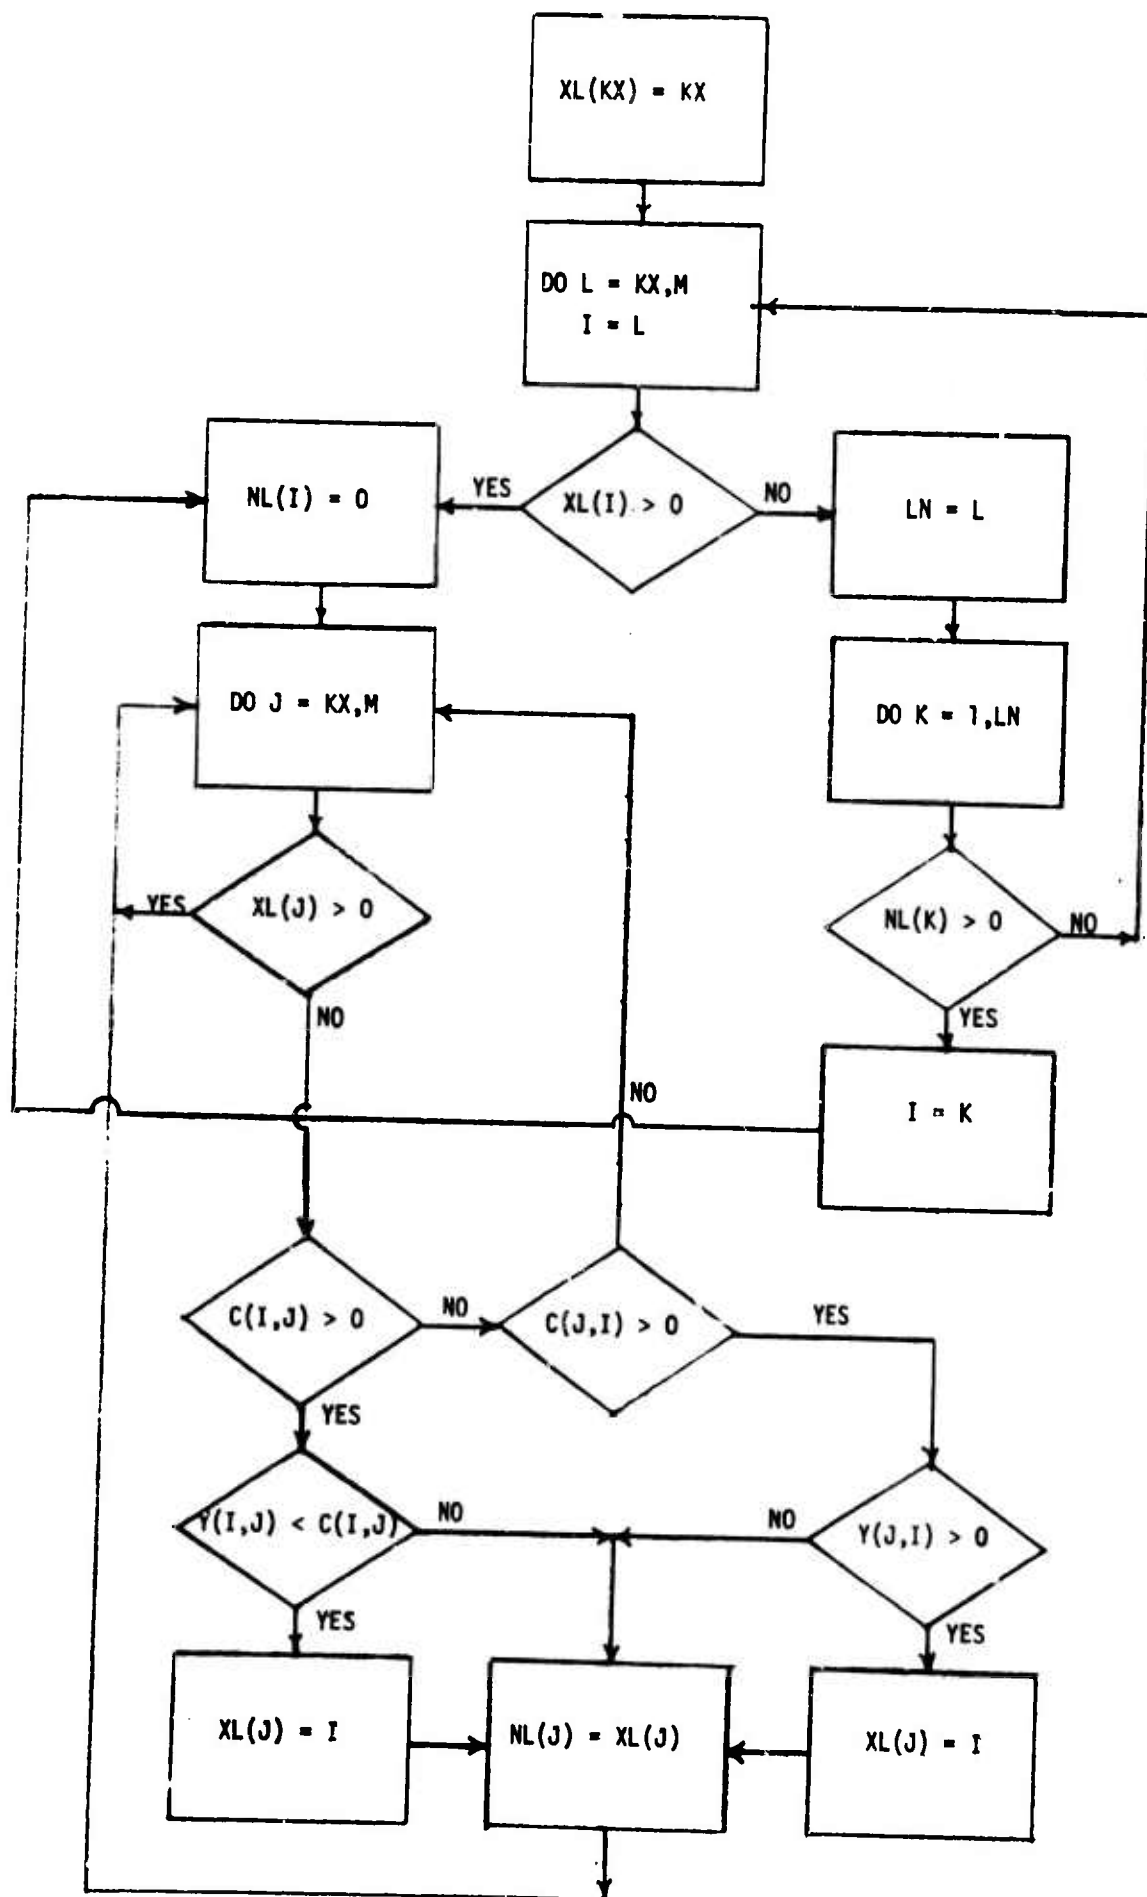 XL(KX) = KX
DO L = KX,M
I = L
YES
XL(I) > 0
NO
NL(I) = 0
LN = L
DO J = KX,M
DO K = 1,LN
YES
XL(J) > 0
NO
NL(K) > 0
NO
YES
NO
I = K
C(I,J) > 0
NO
C(J,I) > 0
YES
YES
Y(I,J) < C(I,J)
NO
NO
Y(J,I) > 0
YES
YES
XL(J) = I
NL(J) = XL(J)
XL(J) = I